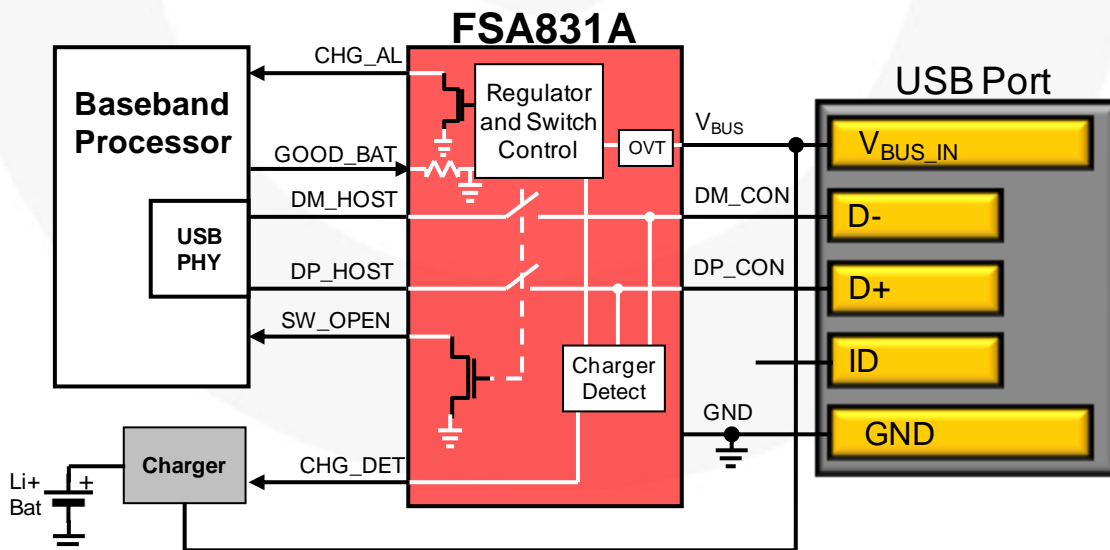 FSA831A
Baseband
Processor
USB
PHY
CHG_AL
GOOD_BAT
DM_HOST
DP_HOST
SW_OPEN
CHG_DET
Regulator
and Switch
Control
OVT
Charger
Detect
VBUS
DM_CON
DP_CON
GND
USB Port
VBUS_IN
D-
D+
ID
GND
Charger
Li+
Bat
+